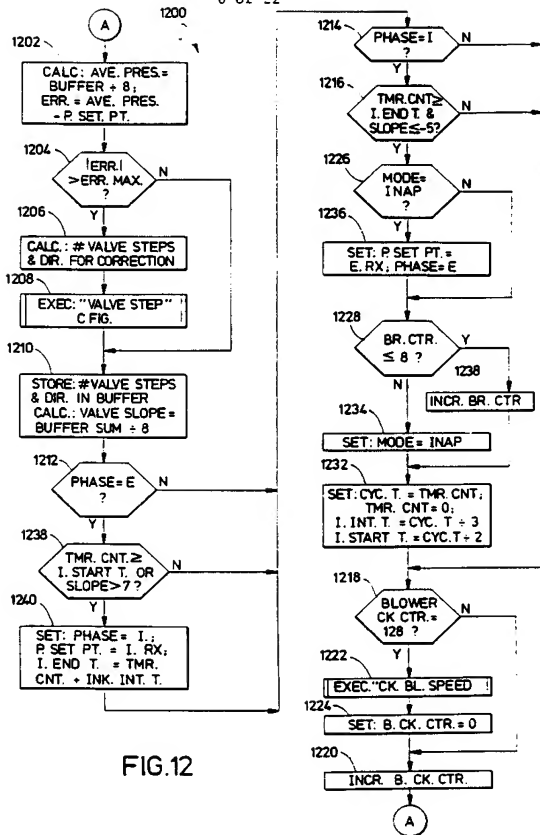 A
1200
1202
CALC: AVE. PRES.=
BUFFER ÷ 8;
ERR. = AVE. PRES.
- P. SET. PT.
1204
|ERR.|
>ERR. MAX.
?
N
Y
1206
CALC.: # VALVE STEPS
& DIR. FOR CORRECTION
1208
EXEC: "VALVE STEP"
C FIG.
1210
STORE: #VALVE STEPS
& DIR. IN BUFFER
CALC.: VALVE SLOPE=
BUFFER SUM ÷ 8
1212
PHASE=E
?
N
Y
1238
TMR. CNT.≥
I. START T. OR
SLOPE>7?
N
Y
1240
SET: PHASE= I.;
P. SET PT. = I. RX;
I. END T. = TMR.
CNT. + INK. INT. T.
1214
PHASE=I
?
N
Y
1216
TMR. CNT≥
I. END T. &
SLOPE≤-5?
N
Y
1226
MODE=
INAP
?
N
Y
1236
SET: P. SET PT.=
E. RX; PHASE=E
1228
BR. CTR.
≤ 8 ?
Y
N
1238
INCR. BR. CTR
1234
SET: MODE= INAP
1232
SET:CYC. T. = TMR. CNT;
TMR. CNT=0;
I. INT. T. = CYC. T ÷ 3
I. START T. =CYC.T÷ 2
1218
BLOWER
CK CTR.=
128 ?
N
Y
1222
EXEC."CK. BL. SPEED
1224
SET: B. CK. CTR.= 0
1220
INCR. B. CK. CTR.
A
FIG.12